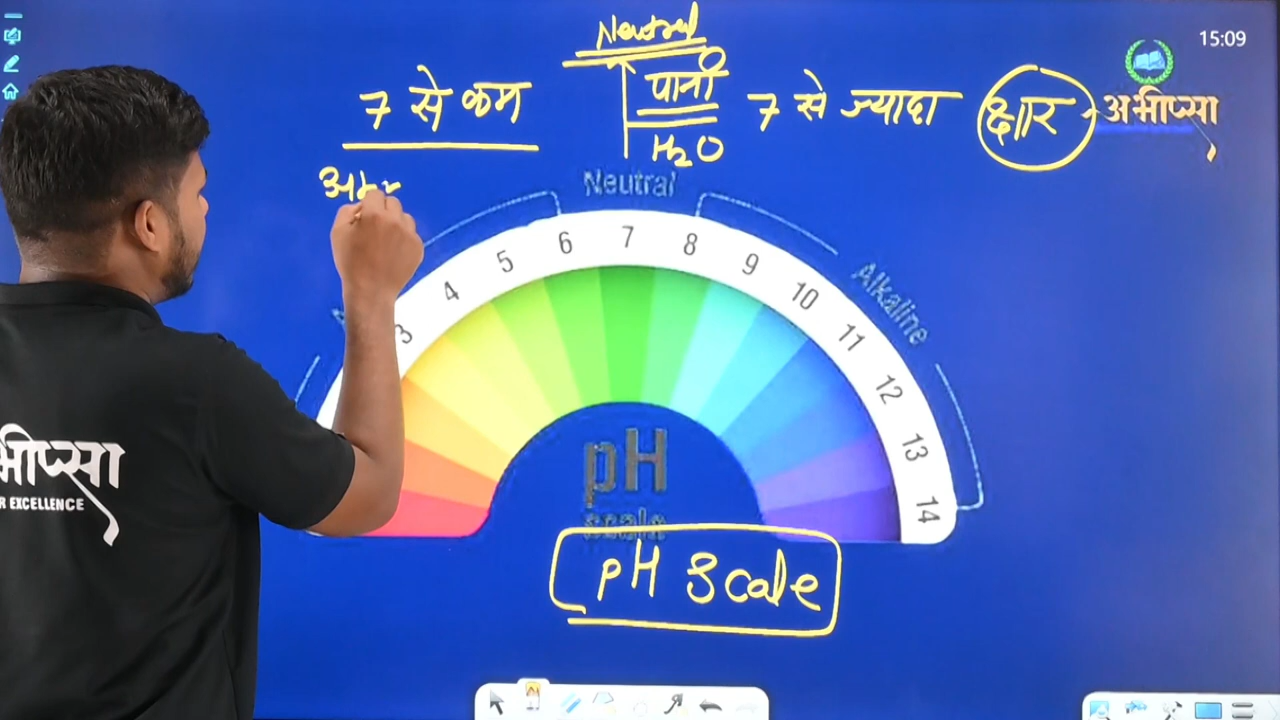 15:09
Neutral
7 से कम
पानी
7 से ज्यादा
क्षार
अभीप्सा
H₂O
Neutral
3 4 5 6 7 8 9 10 11 12 13 14
Alkaline
pH
scale
pH Scale
भीप्सा
R EXCELLENCE